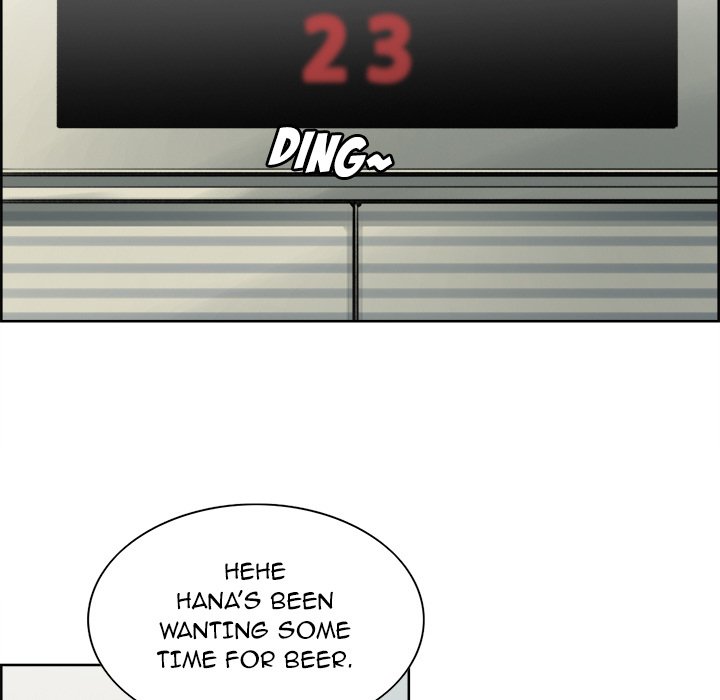 23
DING~
HEHE
HANA'S BEEN
WANTING SOME
TIME FOR BEER.